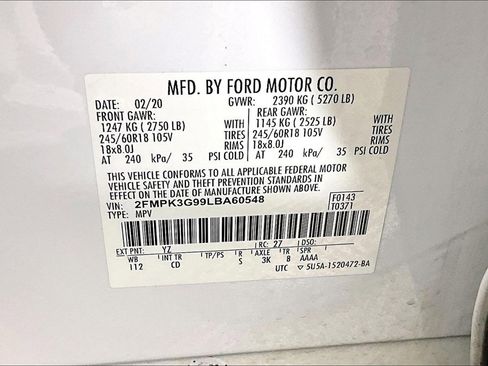 MFD. BY FORD MOTOR CO.
DATE: 02/20 GVWR: 2390 KG ( 5270 LB)
FRONT GAWR: REAR GAWR:
1247 KG ( 2750 LB) WITH 1145 KG ( 2525 LB) WITH
245/60R18 105V TIRES 245/60R18 105V TIRES
18x8.0J RIMS 18x8.0J RIMS
AT 240 kPa/ 35 PSI COLD AT 240 kPa/ 35 PSI COLD
THIS VEHICLE CONFORMS TO ALL APPLICABLE FEDERAL MOTOR
VEHICLE SAFETY AND THEFT PREVENTION STANDARDS IN
EFFECT ON THE DATE OF MANUFACTURE SHOWN ABOVE.
VIN: 2FMPK3G99LBA60548 F0143
TYPE: MPV T0371
EXT PNT: YZ RC: 27 DSO:
WB INT TR TP/PS R AXLE TR SPR
112 CD S 3K 8 AAAA
UTC 5U5A-1520472-BA